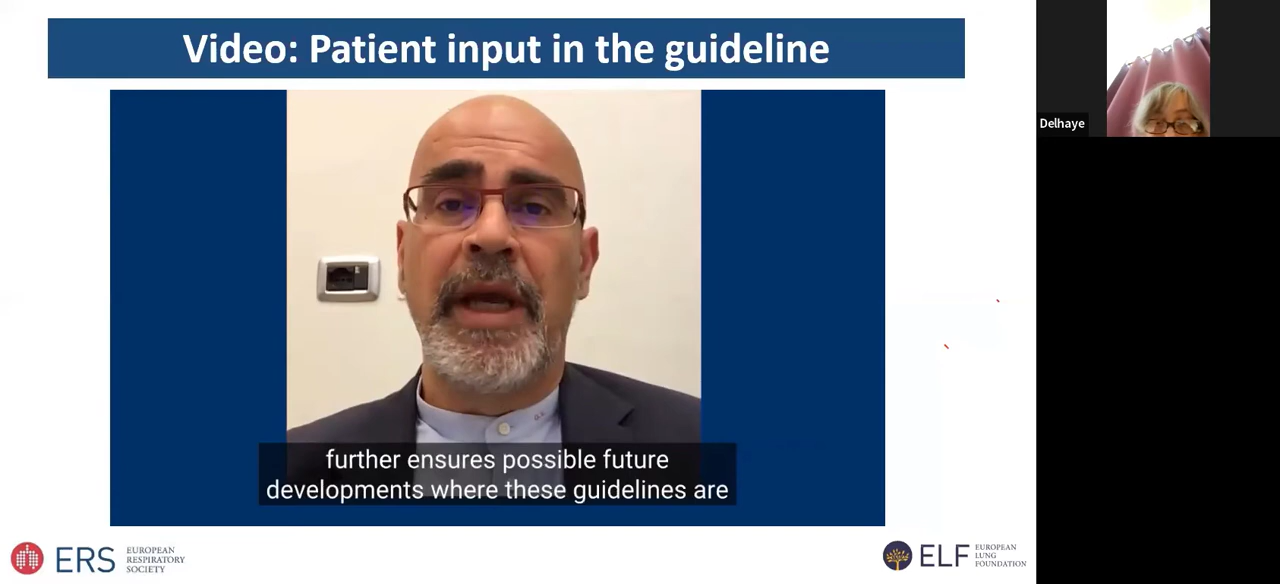 Video: Patient input in the guideline
Delhaye
further ensures possible future
developments where these guidelines are
ERS
EUROPEAN
RESPIRATORY
SOCIETY
ELF
EUROPEAN
LUNG
FOUNDATION